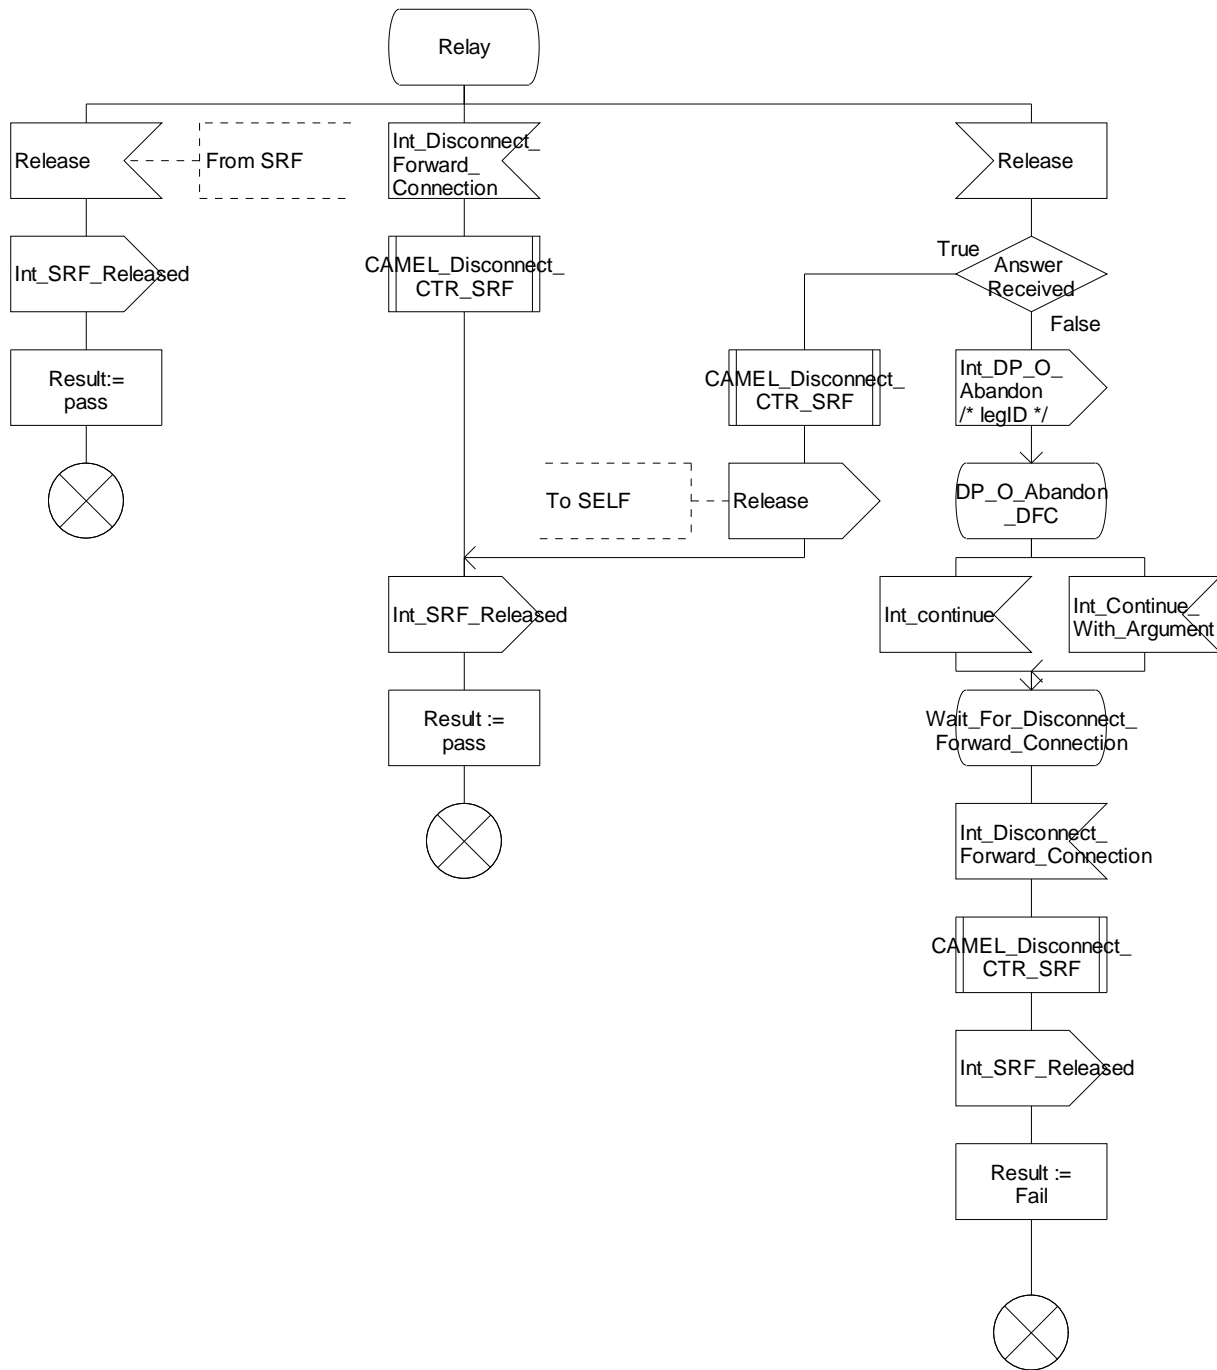 Relay
Release
From SRF
Int_Disconnect_
Forward_
Connection
Release
Int_SRF_Released
CAMEL_Disconnect_
CTR_SRF
True
Answer
Received
False
Result:=
pass
CAMEL_Disconnect_
CTR_SRF
Int_DP_O_
Abandon
/* legID */
To SELF
Release
DP_O_Abandon
_DFC
Int_SRF_Released
Int_continue
Int_Continue_
With_Argument
Result :=
pass
Wait_For_Disconnect_
Forward_Connection
Int_Disconnect_
Forward_Connection
CAMEL_Disconnect_
CTR_SRF
Int_SRF_Released
Result :=
Fail